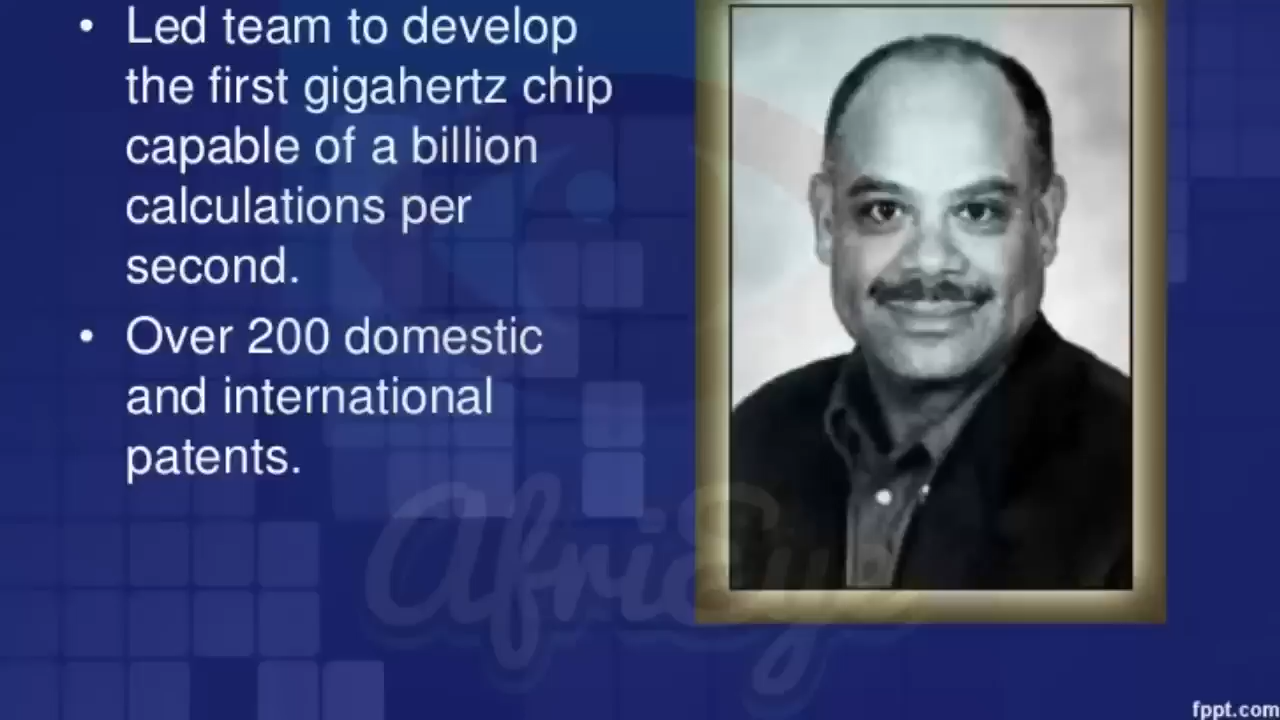 • Led team to develop
the first gigahertz chip
capable of a billion
calculations per
second.
• Over 200 domestic
and international
patents.
AfriEye
fppt.com